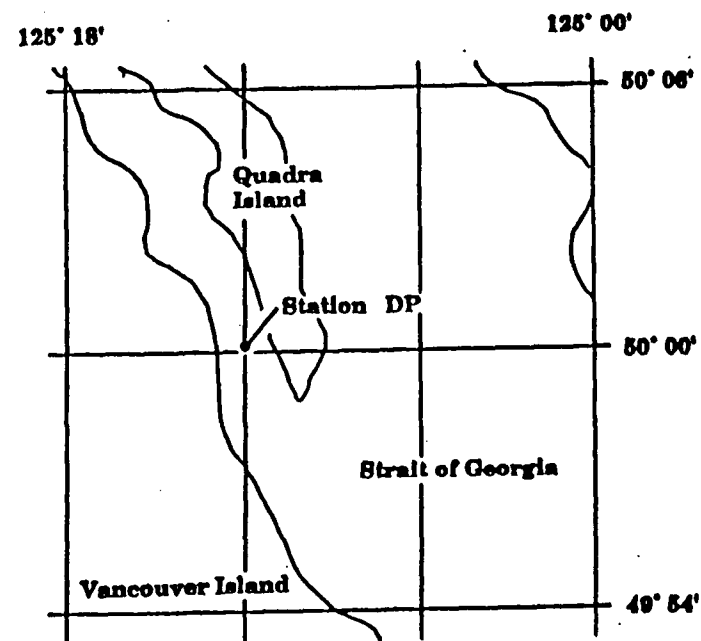 125° 18'
125° 00'
50° 06'
Quadra
Island
Station DP
50° 00'
Strait of Georgia
Vancouver Island
49° 54'